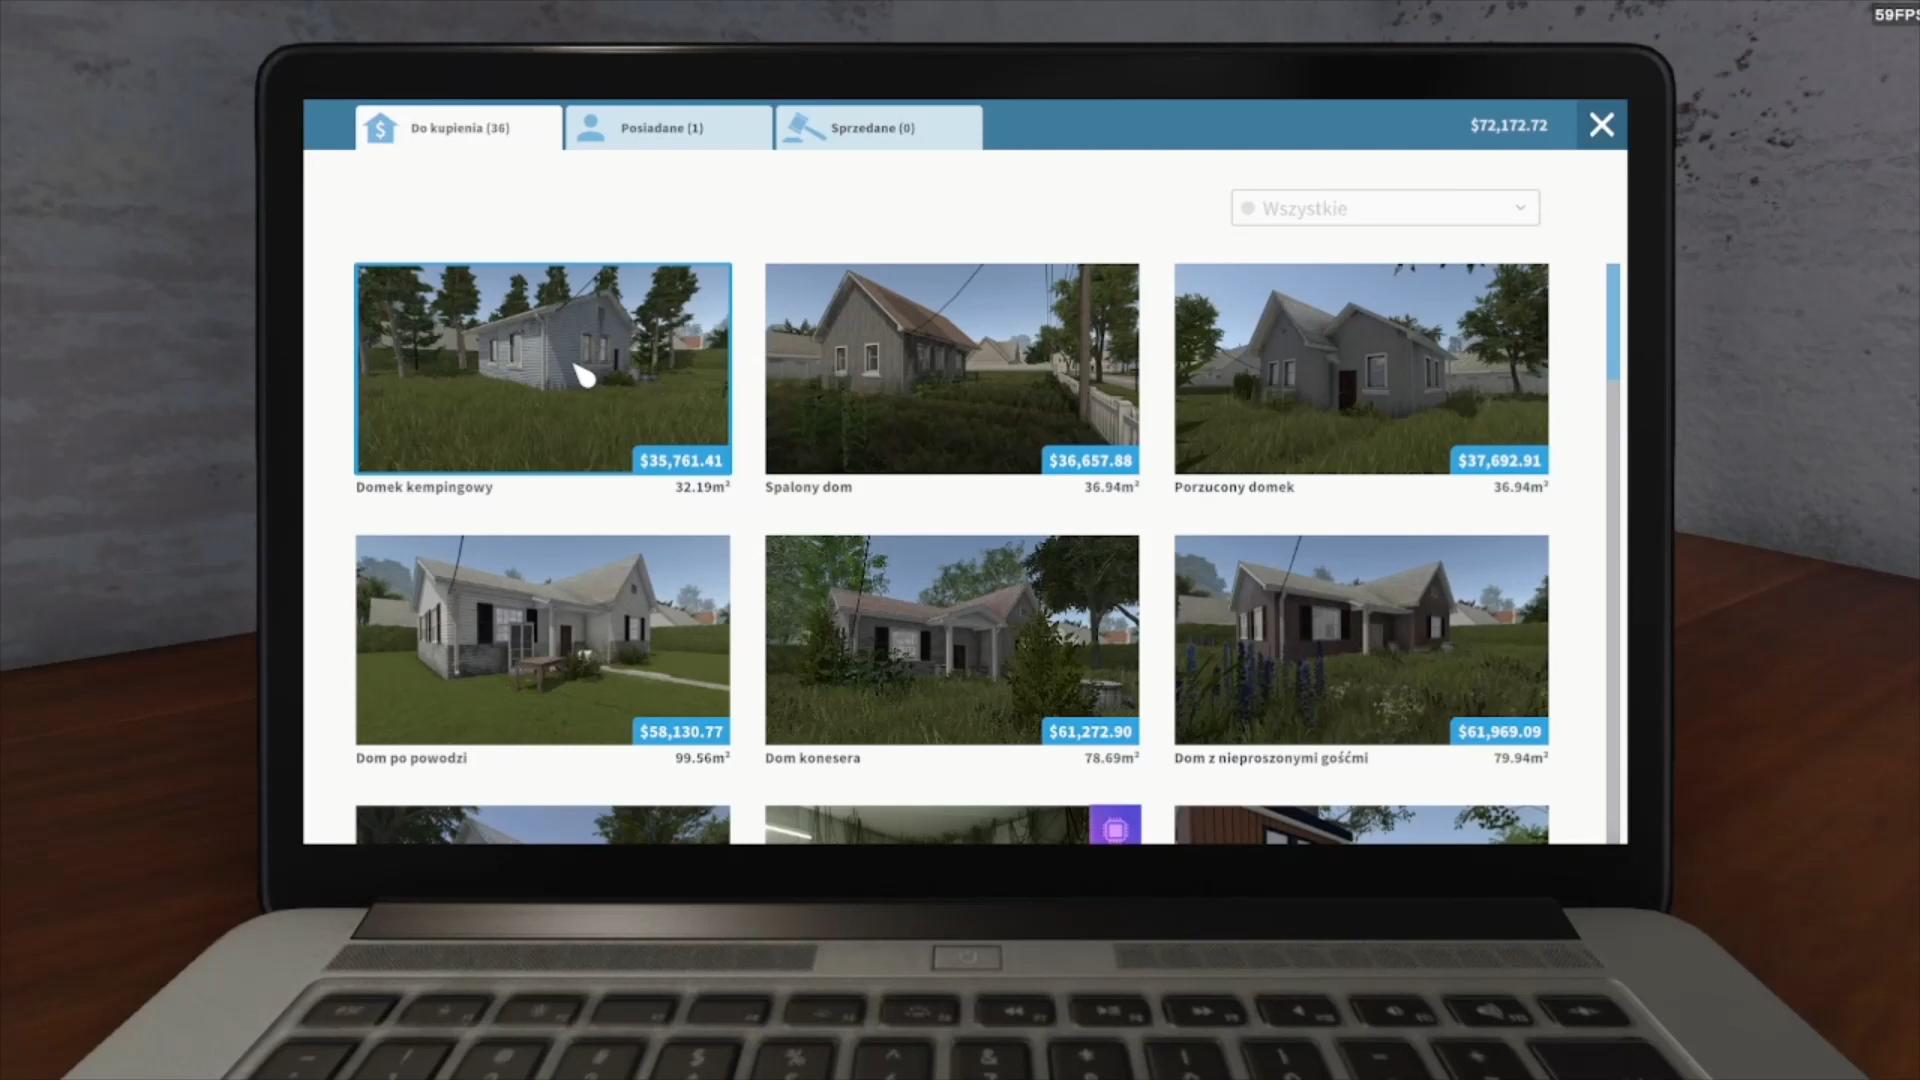 59FPS
Do kupienia (36)
Posiadane (1)
Sprzedane (0)
$72,172.72
Wszystkie
$35,761.41
$36,657.88
$37,692.91
Domek kempingowy
32.19m²
Spalony dom
36.94m²
Porzucony domek
36.94m²
$58,130.77
$61,272.90
$61,969.09
Dom po powodzi
99.56m²
Dom konesera
78.69m²
Dom z nieproszonymi gośćmi
79.94m²